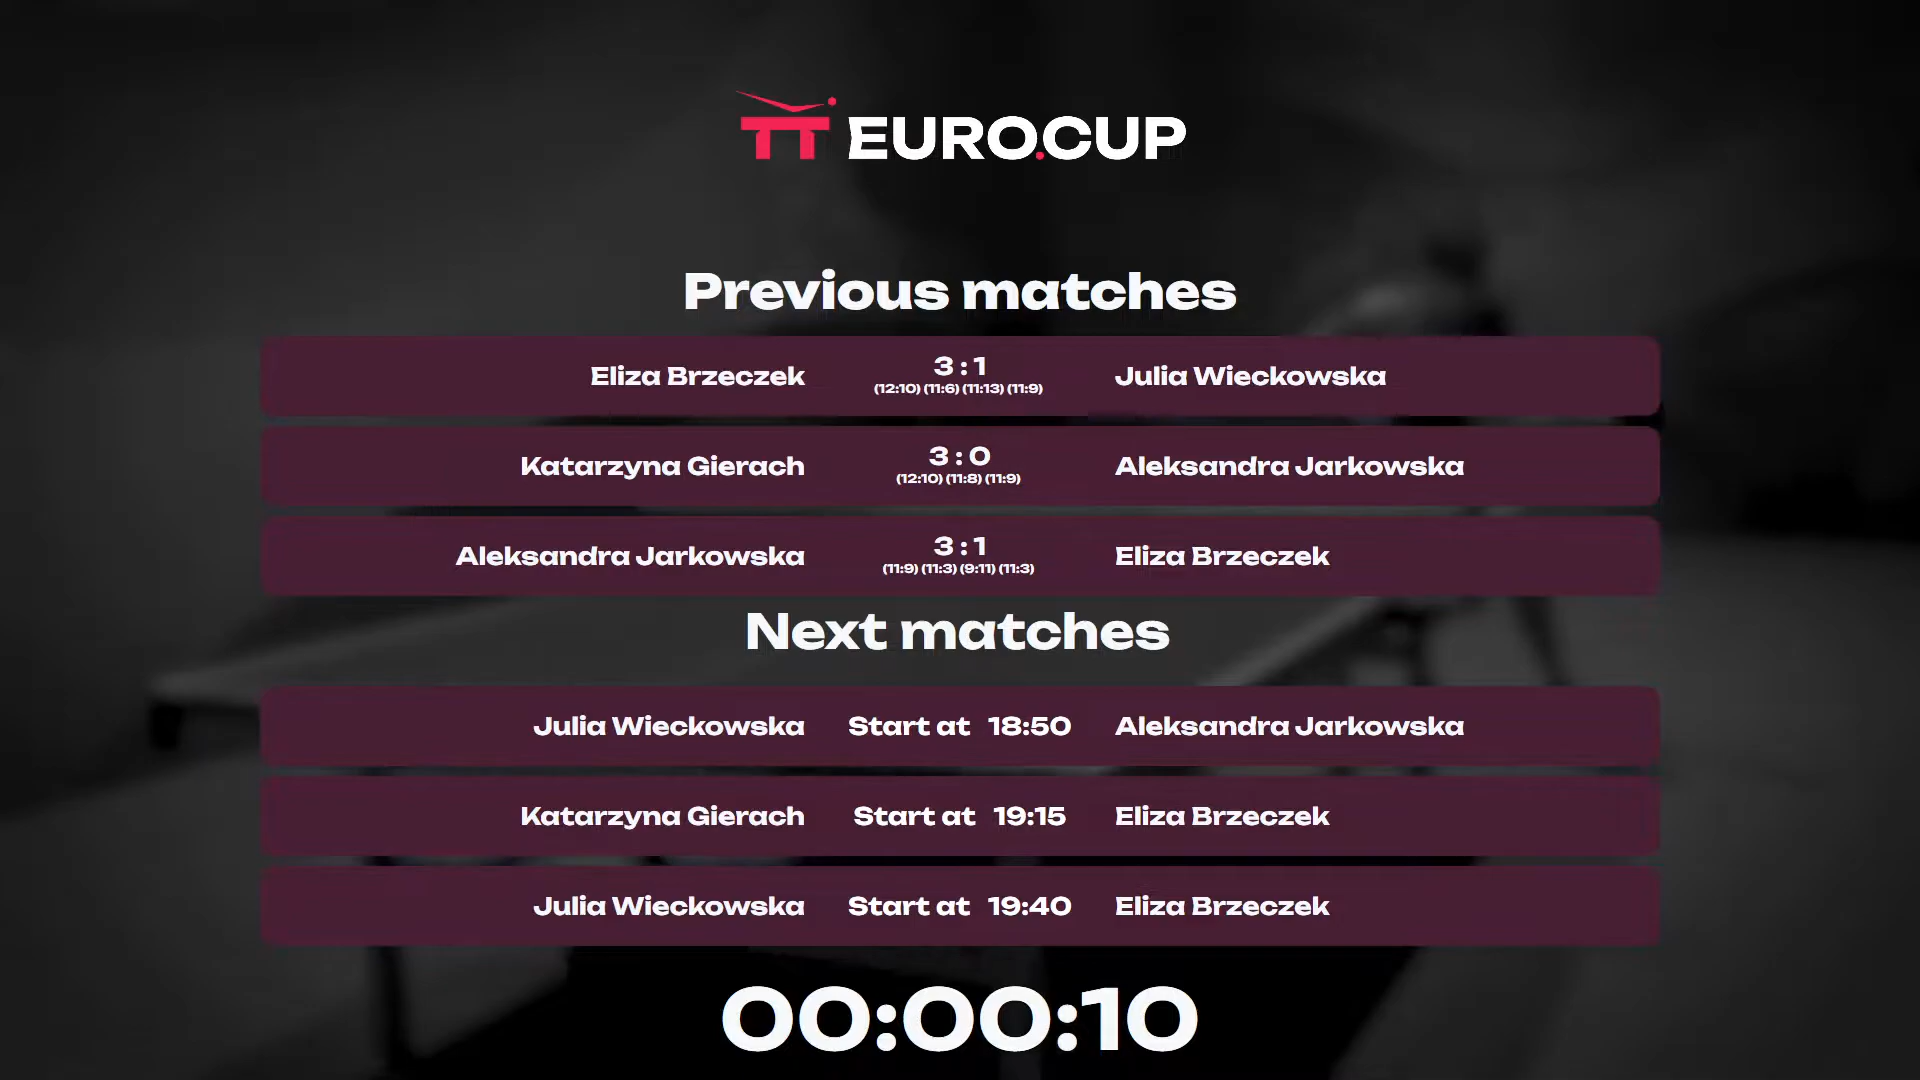 EURO.CUP
Previous matches
Eliza Brzeczek 3 : 1 Julia Wieckowska
(12:10) (11:6) (11:13) (11:9)
Katarzyna Gierach 3 : 0 Aleksandra Jarkowska
(12:10) (11:8) (11:9)
Aleksandra Jarkowska 3 : 1 Eliza Brzeczek
(11:9) (11:3) (9:11) (11:3)
Next matches
Julia Wieckowska Start at 18:50 Aleksandra Jarkowska
Katarzyna Gierach Start at 19:15 Eliza Brzeczek
Julia Wieckowska Start at 19:40 Eliza Brzeczek
00:00:10